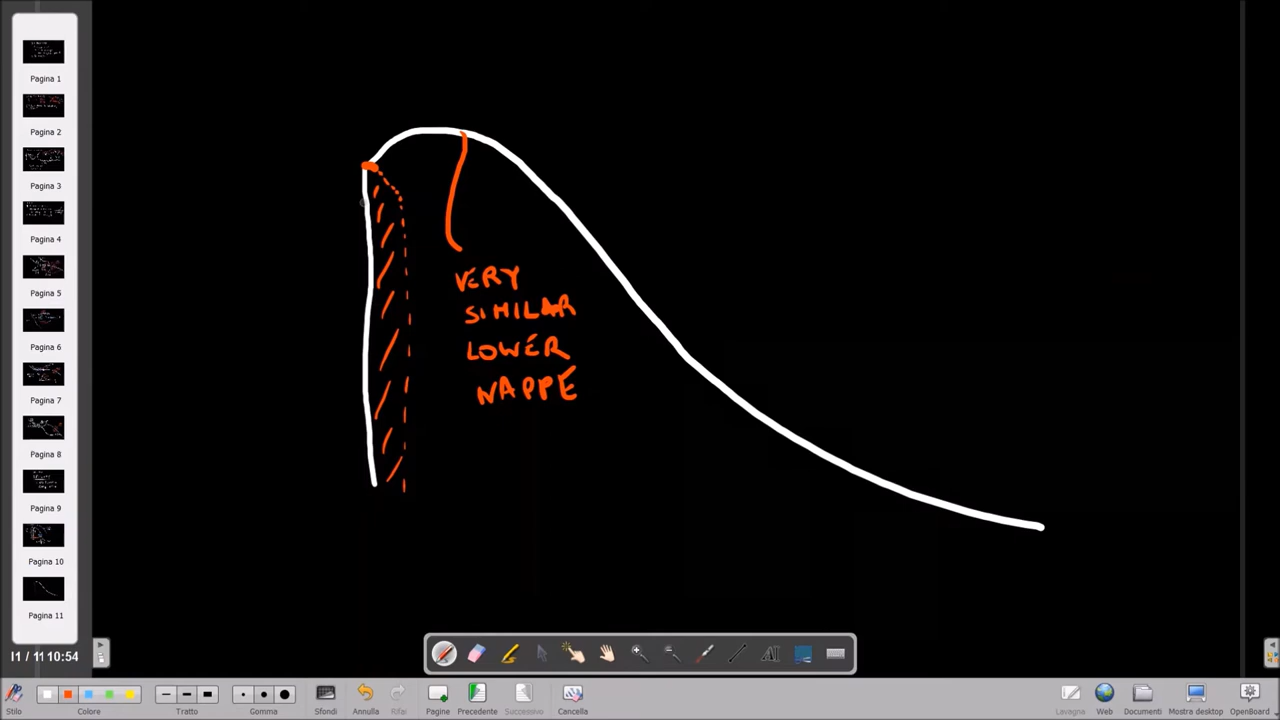 Pagina 1
Pagina 2
Pagina 3
Pagina 4
Pagina 5
Pagina 6
Pagina 7
Pagina 8
Pagina 9
Pagina 10
Pagina 11
VERY
SIMILAR
LOWER
NAPPE
11 / 11 10:54
Stilo
Colore
Tratto
Gomma
Sfondi
Annulla
Rifai
Pagine
Precedente
Successivo
Cancella
Lavagna
Web
Documenti
Mostra desktop
OpenBoard